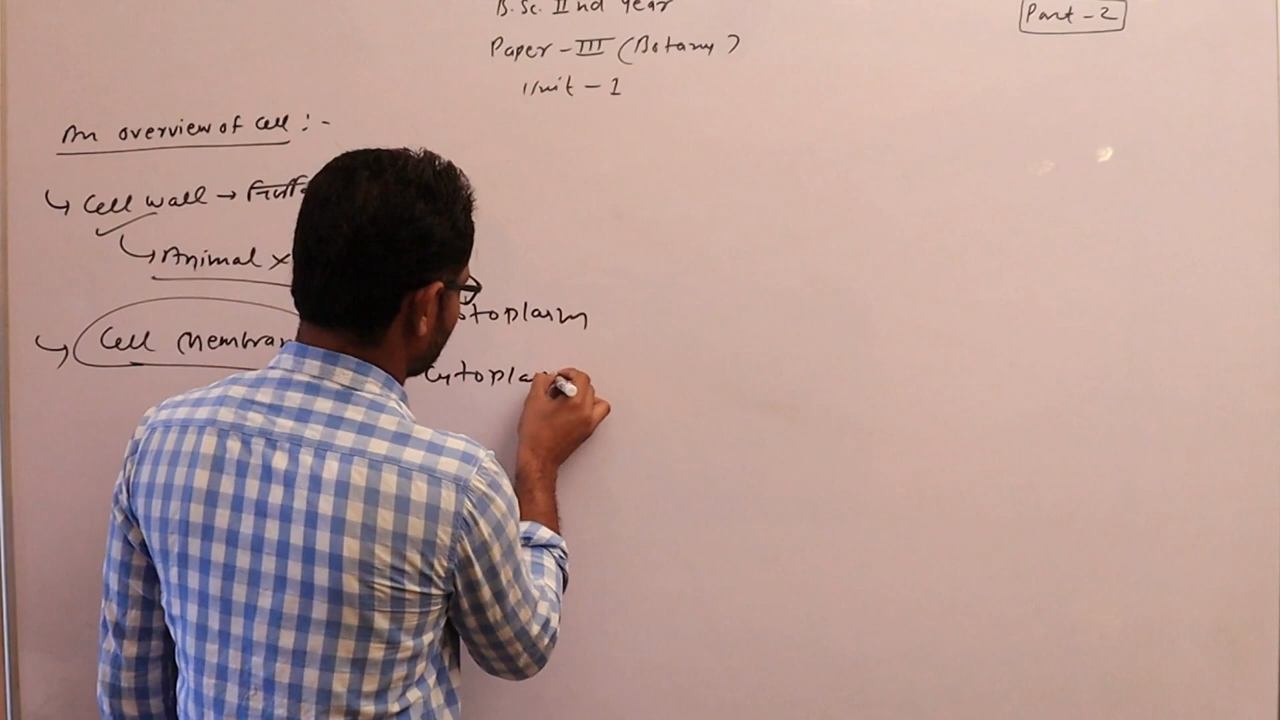 B.Sc. IInd Year
Part-2
Paper-III (Botany)
Unit-1
An overview of cell :-
↳ Cell wall →
↳ Animal ×
↳ Cell Membran
otoplasm
Cytopla